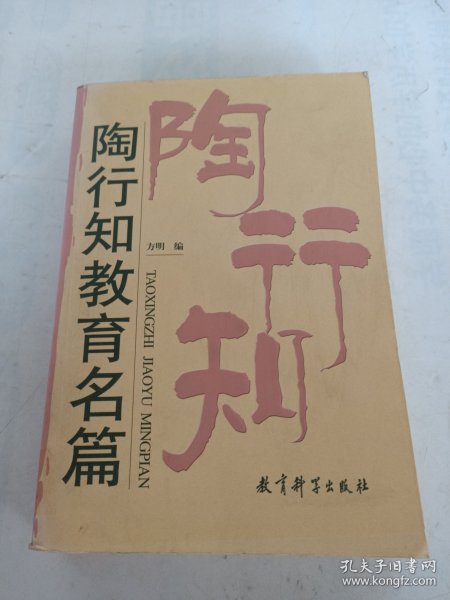 陶行知教育名篇
方明 编
TAOXINGZHI JIAOYU MINGPIAN
陶
行
知
教育科学出版社
孔夫子旧书网
www.kongfz.com